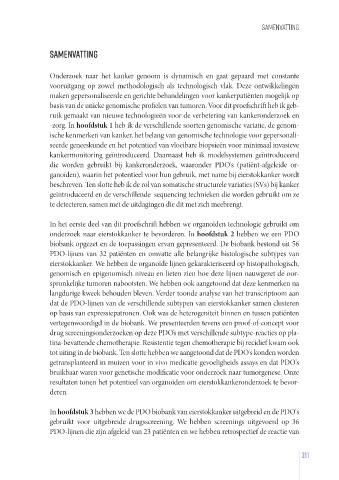 SAMENVATTING
SAMENVATTING
Onderzoek naar het kanker genoom is dynamisch en gaat gepaard met constante
vooruitgang op zowel methodologisch als technologisch vlak. Deze ontwikkelingen
maken gepersonaliseerde en gerichte behandelingen voor kankerpatiënten mogelijk op
basis van de unieke genomische profielen van tumoren. Voor dit proefschrift heb ik geb-
ruik gemaakt van nieuwe technologieën voor de verbetering van kankeronderzoek en
-zorg. In hoofdstuk 1 heb ik de verschillende soorten genomische variatie, de genom-
ische kenmerken van kanker, het belang van genomische technologie voor gepersonali-
seerde geneeskunde en het potentieel van vloeibare biopsieën voor minimaal invasieve
kankermonitoring geïntroduceerd. Daarnaast heb ik modelsystemen geïntroduceerd
die worden gebruikt bij kankeronderzoek, waaronder PDO's (patiënt-afgeleide or-
ganoïden), waarin het potentieel voor hun gebruik, met name bij eierstokkanker wordt
beschreven. Ten slotte heb ik de rol van somatische structurele variaties (SVs) bij kanker
geïntroduceerd en de verschillende -sequencing technieken die worden gebruikt om ze
te detecteren, samen met de uitdagingen die dit met zich meebrengt.
In het eerste deel van dit proefschrift hebben we organoïden technologie gebruikt om
onderzoek naar eierstokkanker te bevorderen. In hoofdstuk 2 hebben we een PDO
biobank opgezet en de toepassingen ervan gepresenteerd. De biobank bestond uit 56
PDO-lijnen van 32 patiënten en omvatte alle belangrijke histologische subtypes van
eierstokkanker. We hebben de organoïde lijnen gekarakteriseerd op histopathologisch,
genomisch en epigenomisch niveau en lieten zien hoe deze lijnen nauwgezet de oor-
spronkelijke tumoren nabootsten. We hebben ook aangetoond dat deze kenmerken na
langdurige kweek behouden bleven. Verder toonde analyse van het transcriptoom aan
dat de PDO-lijnen van de verschillende subtypes van eierstokkanker samen clusteren
op basis van expressiepatronen. Ook was de heterogeniteit binnen en tussen patiënten
vertegenwoordigd in de biobank. We presenteerden tevens een proof-of-concept voor
drug screeningsonderzoeken op deze PDO's met verschillende subtype-reacties op pla-
tina-bevattende chemotherapie. Resistentie tegen chemotherapie bij recidief kwam ook
tot uiting in de biobank. Ten slotte hebben we aangetoond dat de PDO's konden worden
getransplanteerd in muizen voor in vivo medicatie gevoeligheids assays en dat PDO's
bruikbaar waren voor genetische modificatie voor onderzoek naar tumorgenese. Onze
resultaten tonen het potentieel van organoïden om eierstokkankeronderzoek te bevor-
deren.
In hoofdstuk 3 hebben we de PDO biobank van eierstokkanker uitgebreid en de PDO's
gebruikt voor uitgebreide drugsscreening. We hebben screenings uitgevoerd op 36
PDO-lijnen die zijn afgeleid van 23 patiënten en we hebben retrospectief de reactie van
211